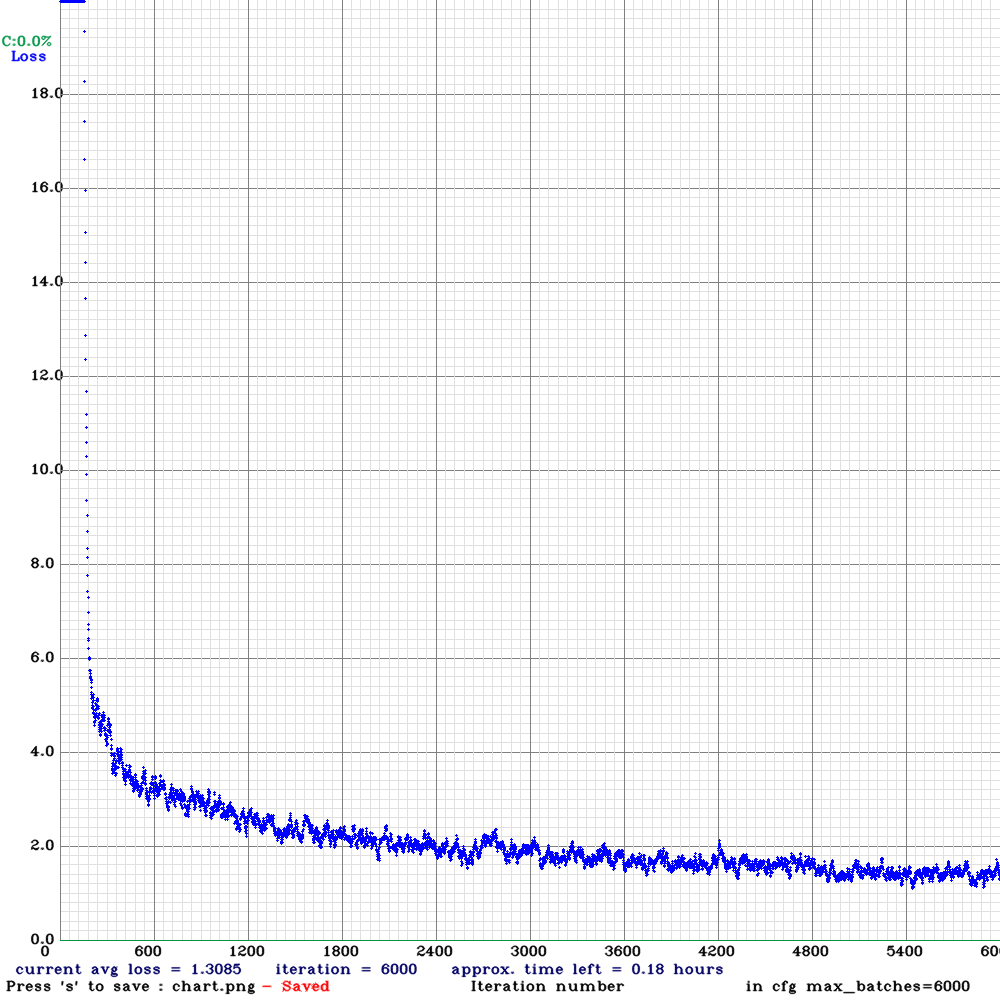 C:0.0%
Loss
18.0
16.0
14.0
12.0
10.0
8.0
6.0
4.0
2.0
0.0
0 600 1200 1800 2400 3000 3600 4200 4800 5400 60
current avg loss = 1.3085 iteration = 6000 approx. time left = 0.18 hours
Press 's' to save : chart.png - Saved Iteration number in cfg max_batches=6000